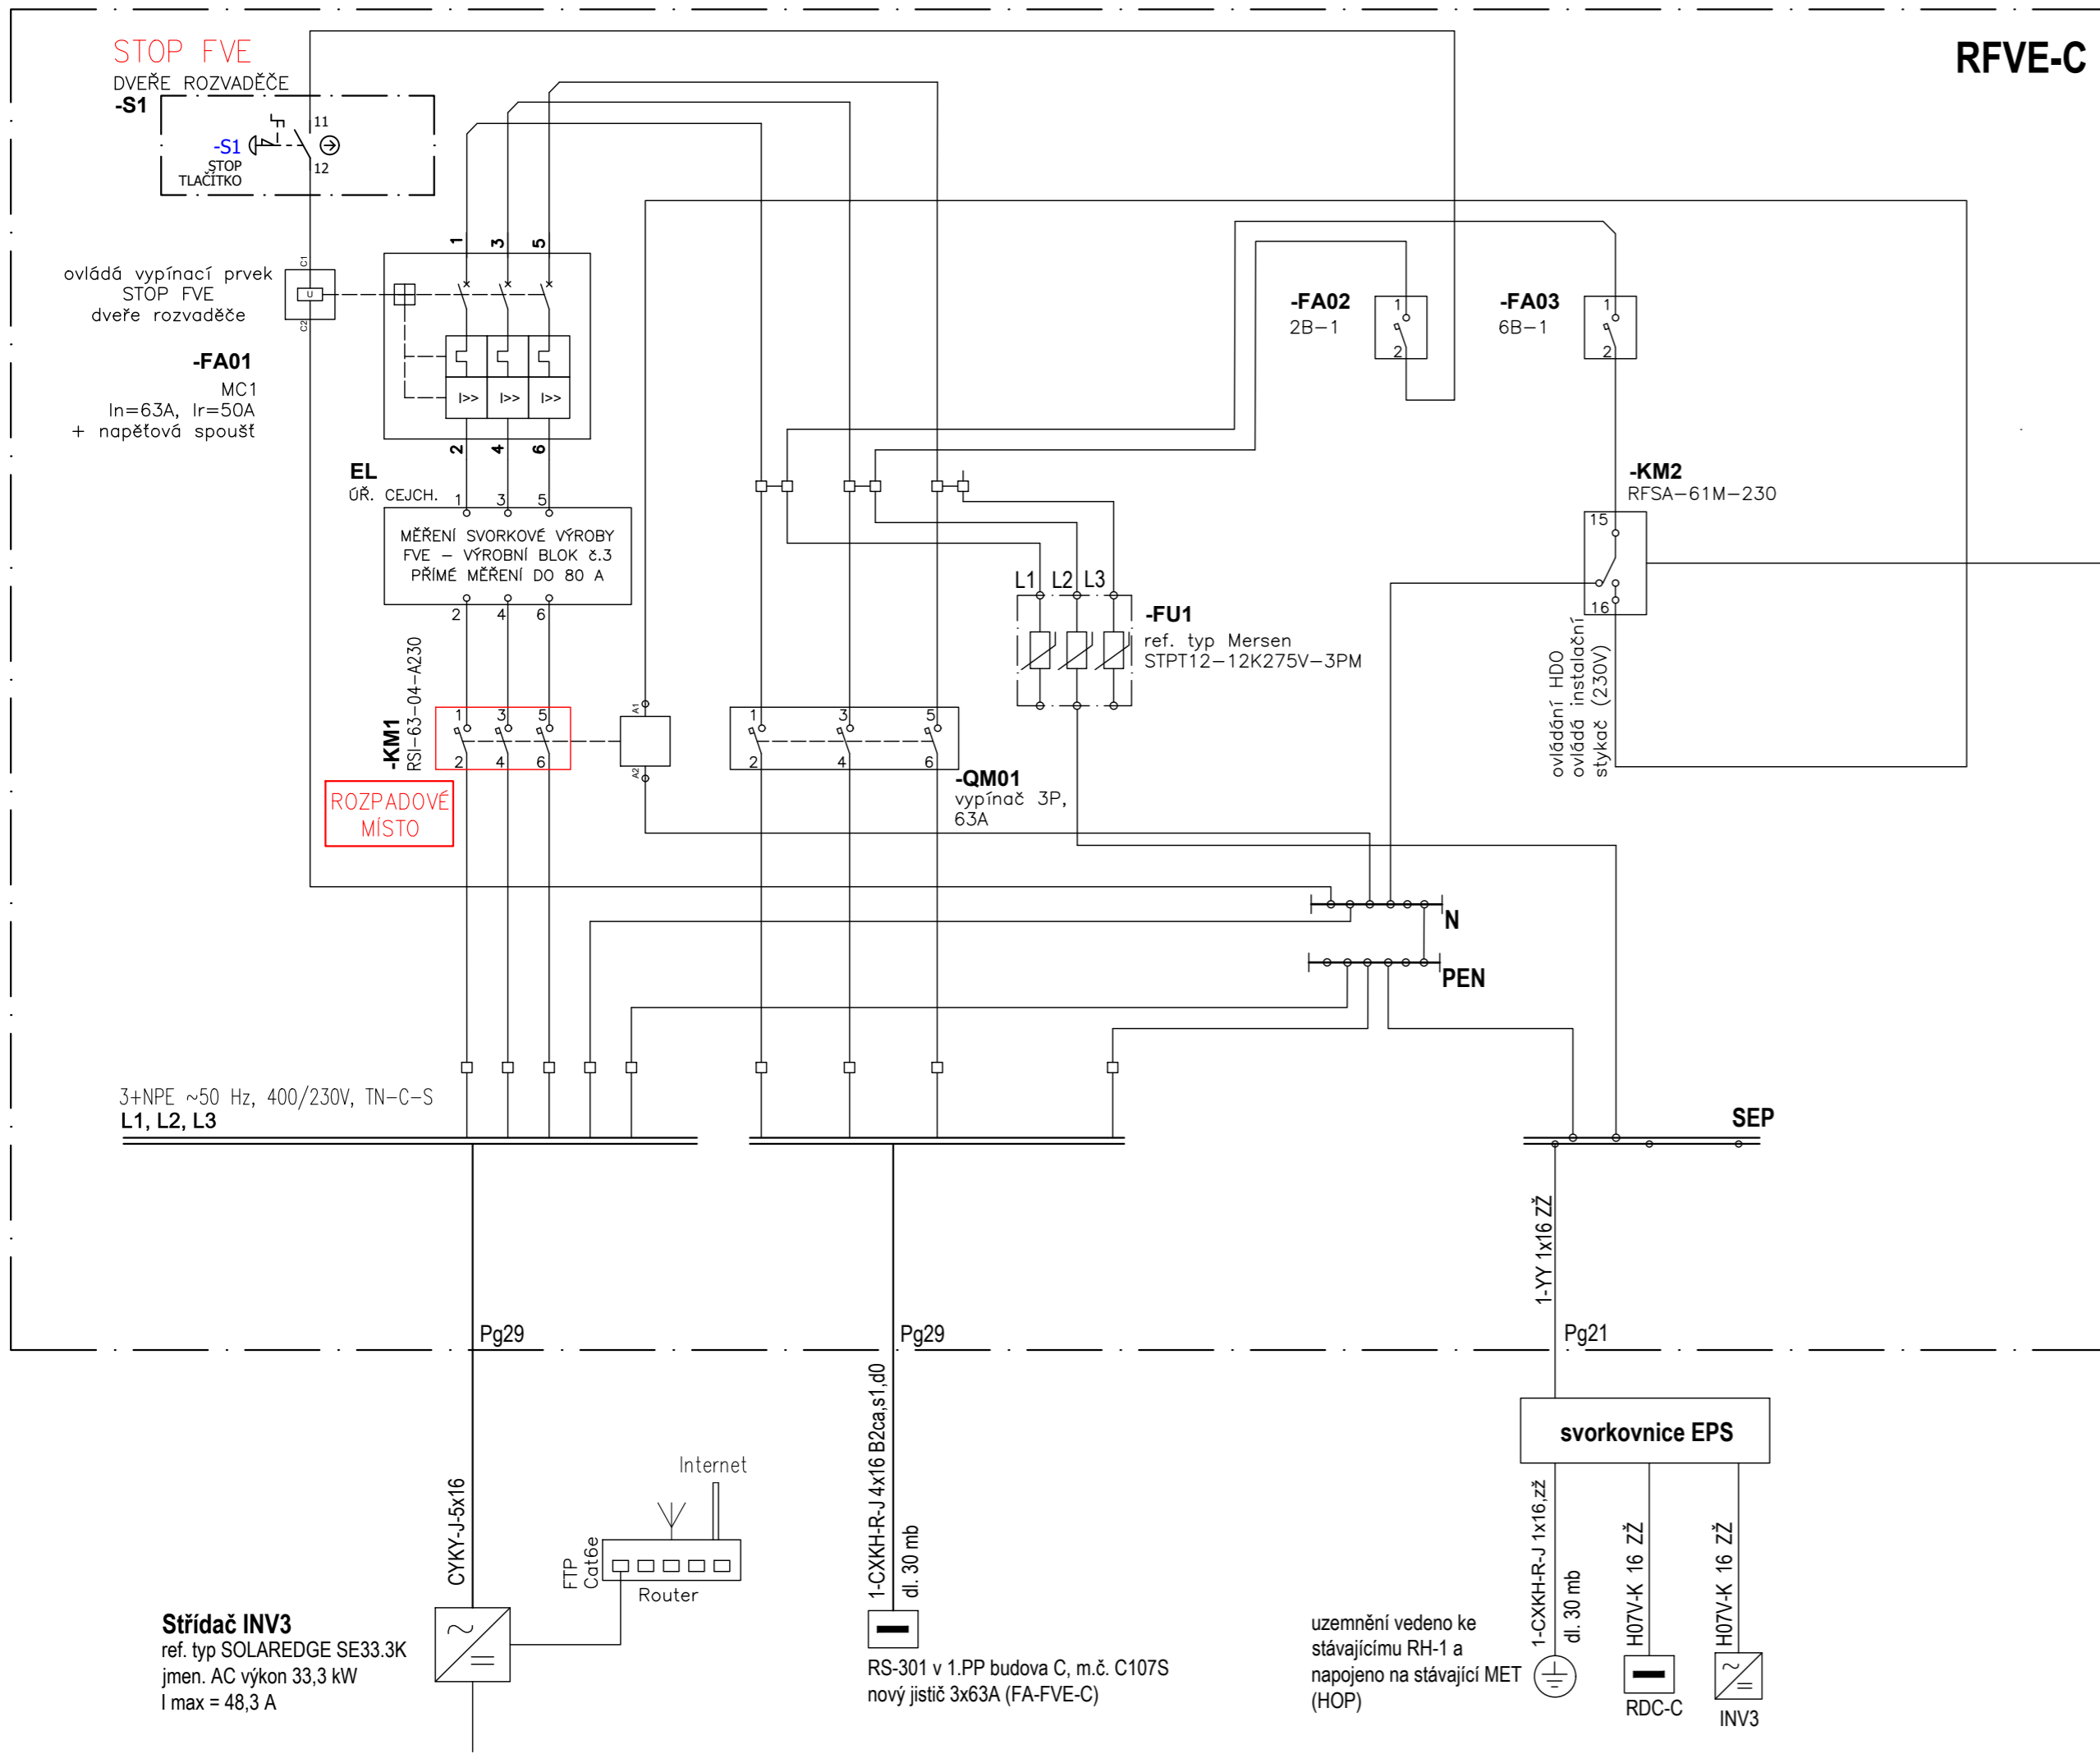 RFVE-C
STOP FVE
DVEŘE ROZVADĚČE
-S1
-S1
STOP
TLAČÍTKO
11
12
ovládá vypínací prvek
STOP FVE
dveře rozvaděče
C1
U
C2
-FA01
MC1
In=63A, Ir=50A
+ napěťová spoušť
1 3 5
I>> I>> I>>
2 4 6
-FA02
2B-1
1
2
-FA03
6B-1
1
2
EL
ÚŘ. CEJCH.
1 3 5
MĚŘENÍ SVORKOVÉ VÝROBY
FVE – VÝROBNÍ BLOK č.3
PŘÍMÉ MĚŘENÍ DO 80 A
2 4 6
-KM2
RFSA-61M-230
15
16
ovládání HDO
ovládá instalační
stykač (230V)
L1 L2 L3
-FU1
ref. typ Mersen
STPT12-12K275V-3PM
-KM1
RSI-63-04-A230
1 3 5
2 4 6
A1
A2
ROZPADOVÉ
MÍSTO
1 3 5
2 4 6
-QM01
vypínač 3P,
63A
N
PEN
3+NPE ~50 Hz, 400/230V, TN-C-S
L1, L2, L3
SEP
1-YY 1x16 ZŽ
Pg29
Pg29
Pg21
svorkovnice EPS
CYKY-J-5x16
Internet
FTP
Cat6e
Router
1-CXKH-R-J 4x16 B2ca,s1,d0
dl. 30 mb
1-CXKH-R-J 1x16,zž
dl. 30 mb
H07V-K 16 ZŽ
H07V-K 16 ZŽ
Střídač INV3
ref. typ SOLAREDGE SE33.3K
jmen. AC výkon 33,3 kW
I max = 48,3 A
RS-301 v 1.PP budova C, m.č. C107S
nový jistič 3x63A (FA-FVE-C)
uzemnění vedeno ke
stávajícímu RH-1 a
napojeno na stávající MET
(HOP)
RDC-C
INV3